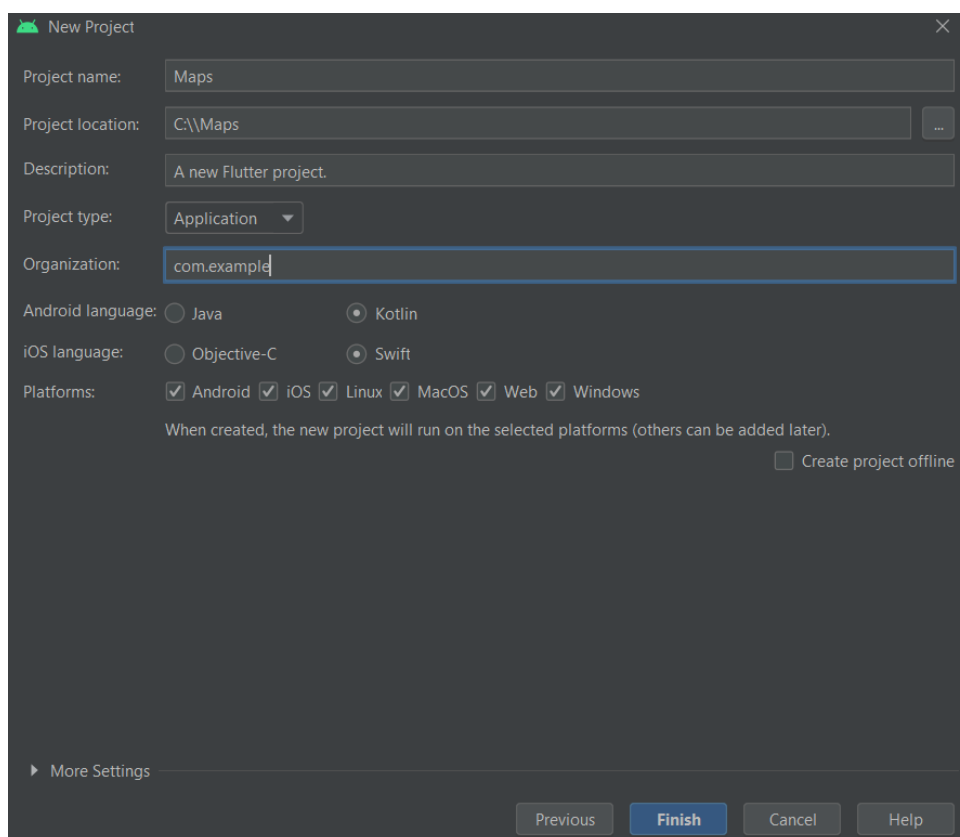 New Project
Project name: Maps
Project location: C:\\Maps ...
Description: A new Flutter project.
Project type: Application
Organization: com.example
Android language: Java Kotlin
iOS language: Objective-C Swift
Platforms: Android iOS Linux MacOS Web Windows
When created, the new project will run on the selected platforms (others can be added later).
Create project offline
More Settings
Previous Finish Cancel Help